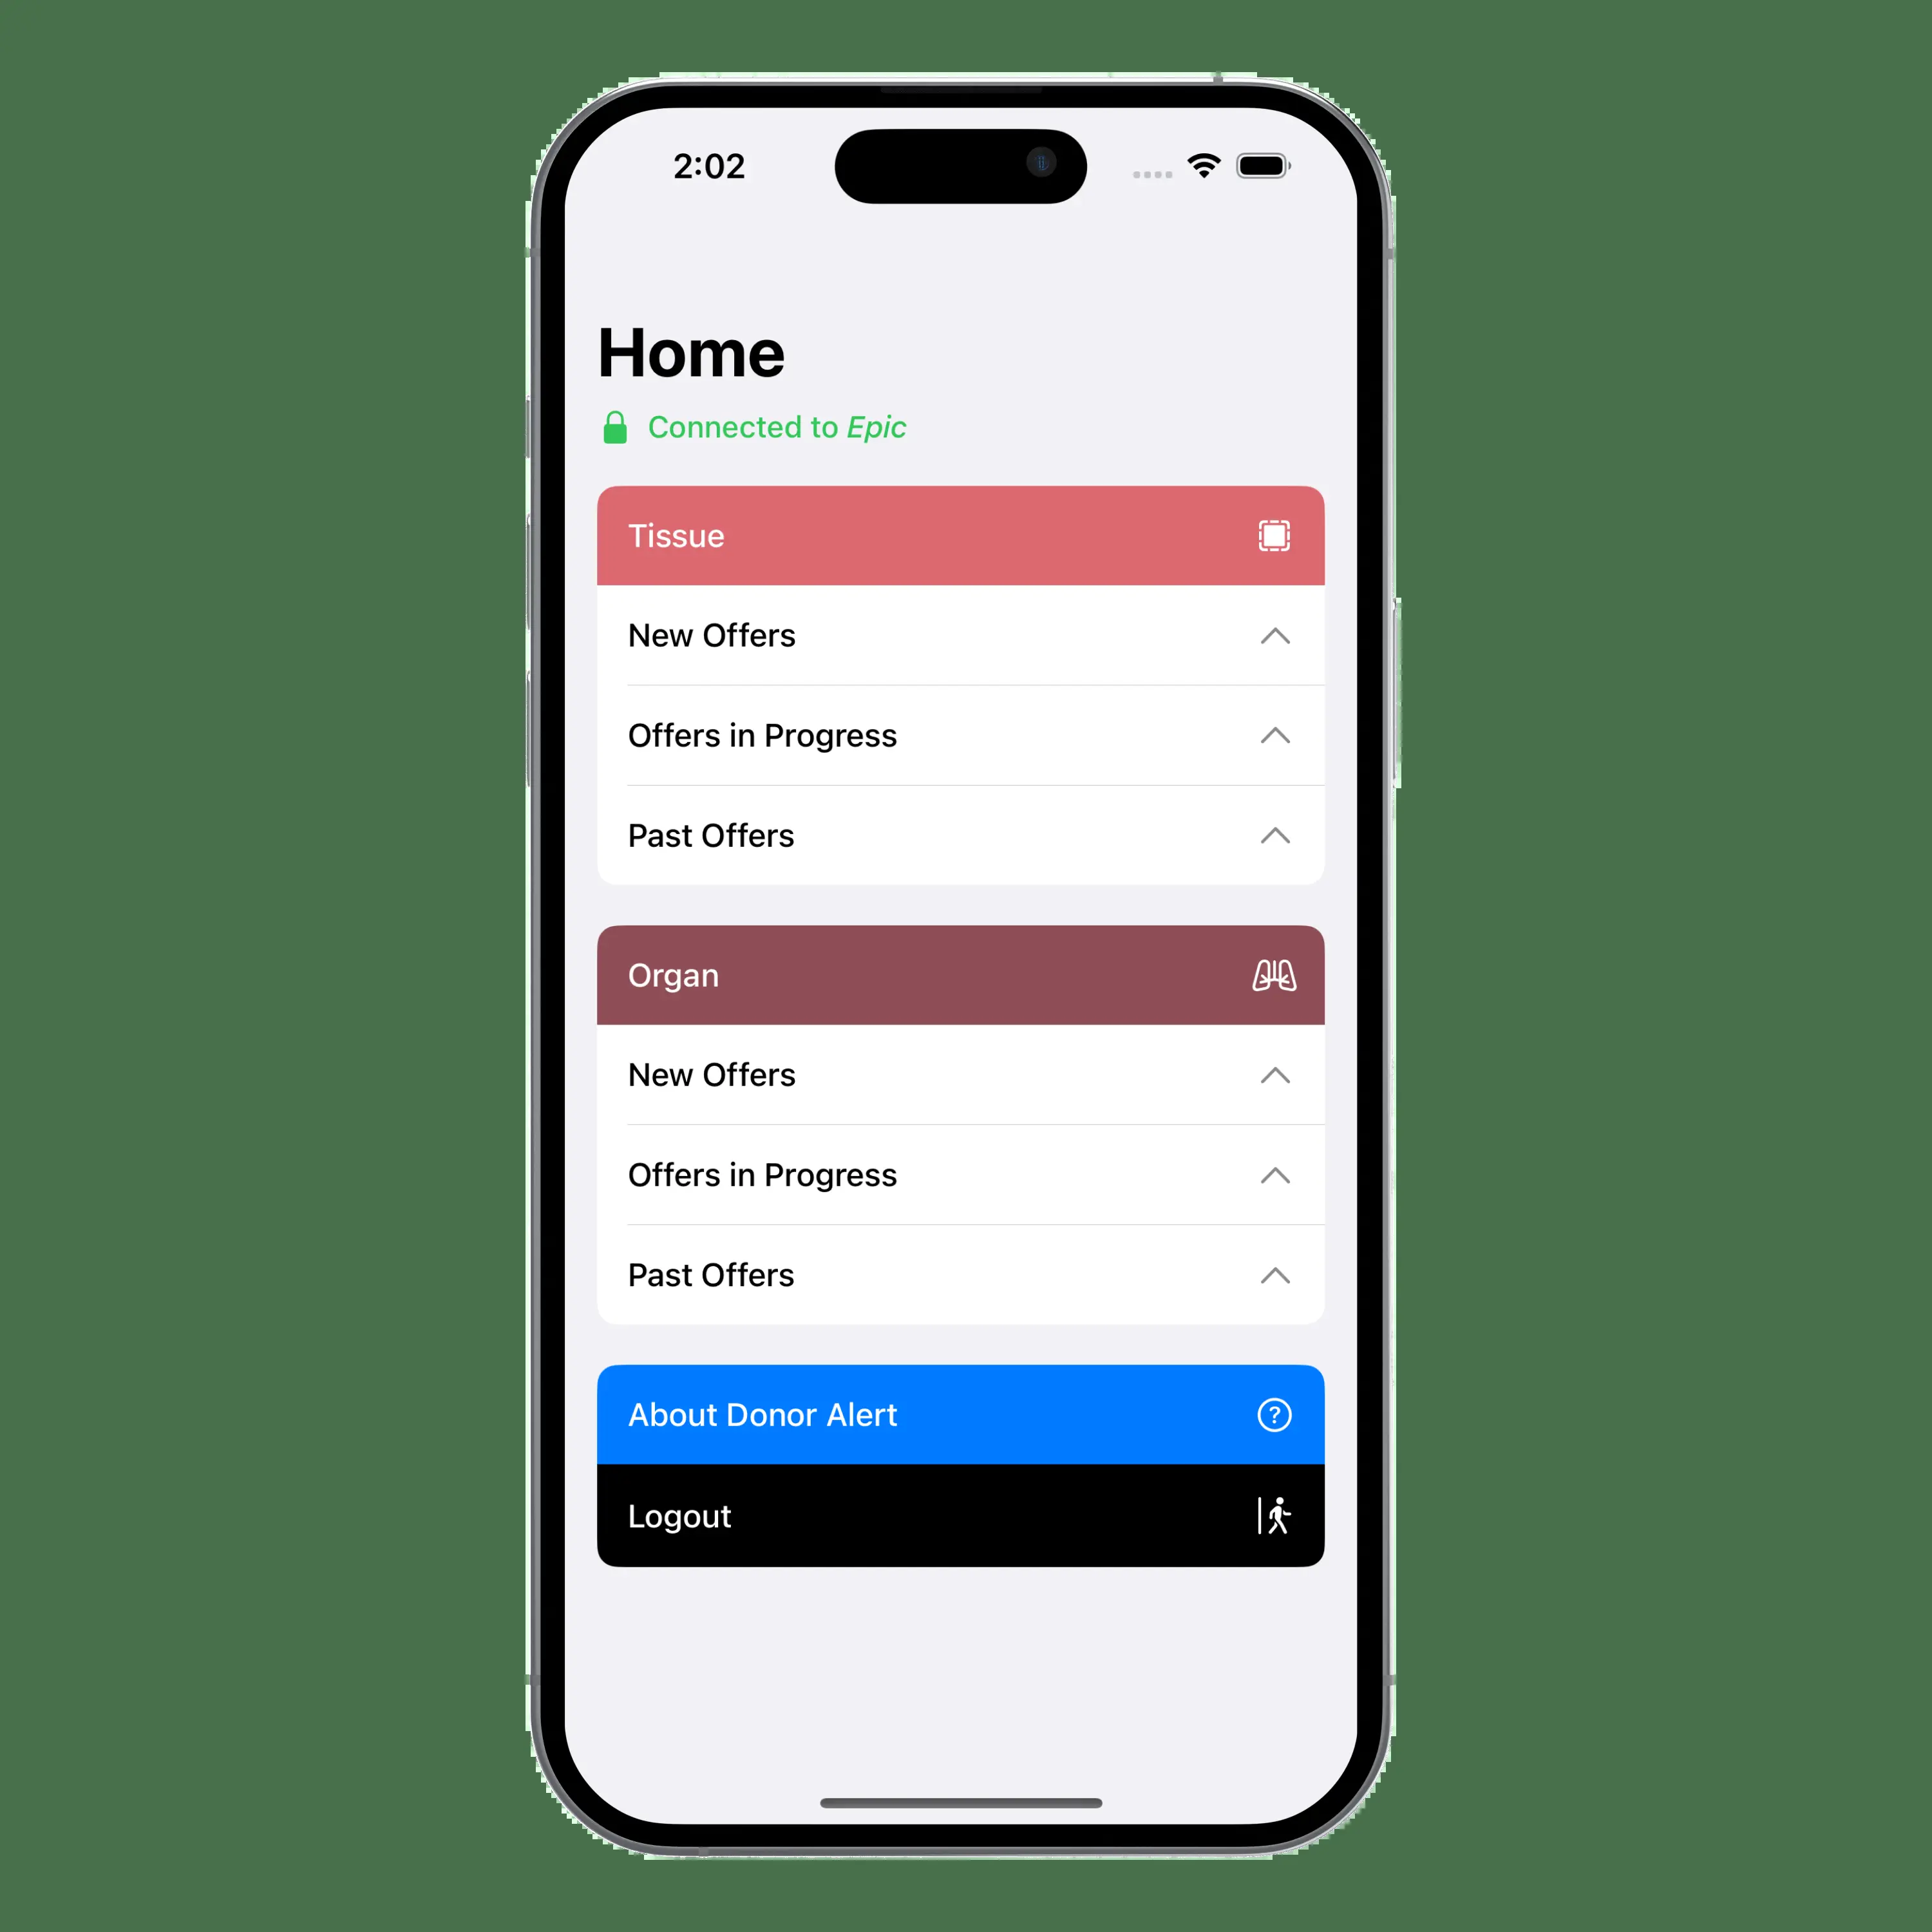 2:02
Home
Connected to Epic
Tissue
New Offers
Offers in Progress
Past Offers
Organ
New Offers
Offers in Progress
Past Offers
About Donor Alert
Logout